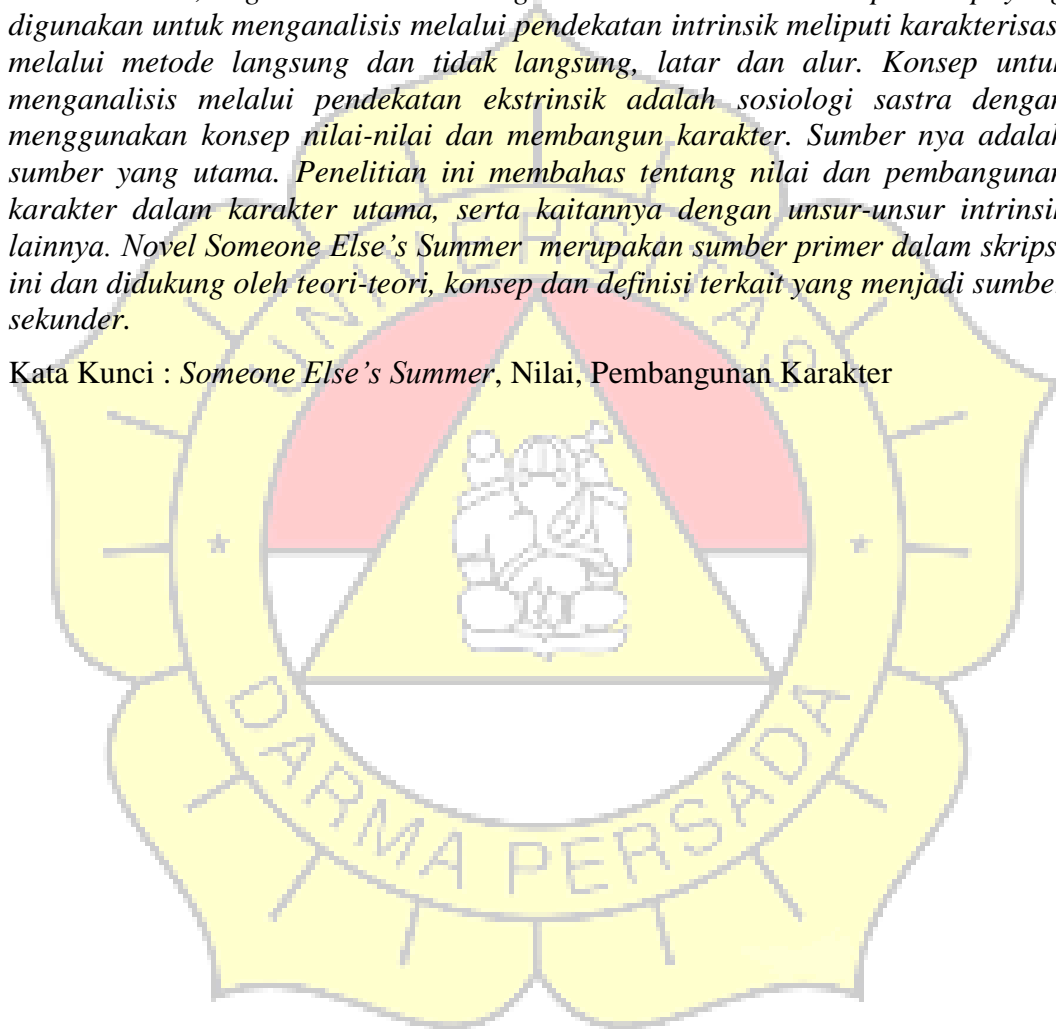 digunakan untuk menganalisis melalui pendekatan intrinsik meliputi karakterisas
melalui metode langsung dan tidak langsung, latar dan alur. Konsep untuk
menganalisis melalui pendekatan ekstrinsik adalah sosiologi sastra dengan
menggunakan konsep nilai-nilai dan membangun karakter. Sumber nya adalah
sumber yang utama. Penelitian ini membahas tentang nilai dan pembangunan
karakter dalam karakter utama, serta kaitannya dengan unsur-unsur intrinsik
lainnya. Novel Someone Else's Summer merupakan sumber primer dalam skrips
ini dan didukung oleh teori-teori, konsep dan definisi terkait yang menjadi sumber
sekunder.
Kata Kunci : Someone Else's Summer, Nilai, Pembangunan Karakter
UNIVERSITAS
DARMA PERSADA